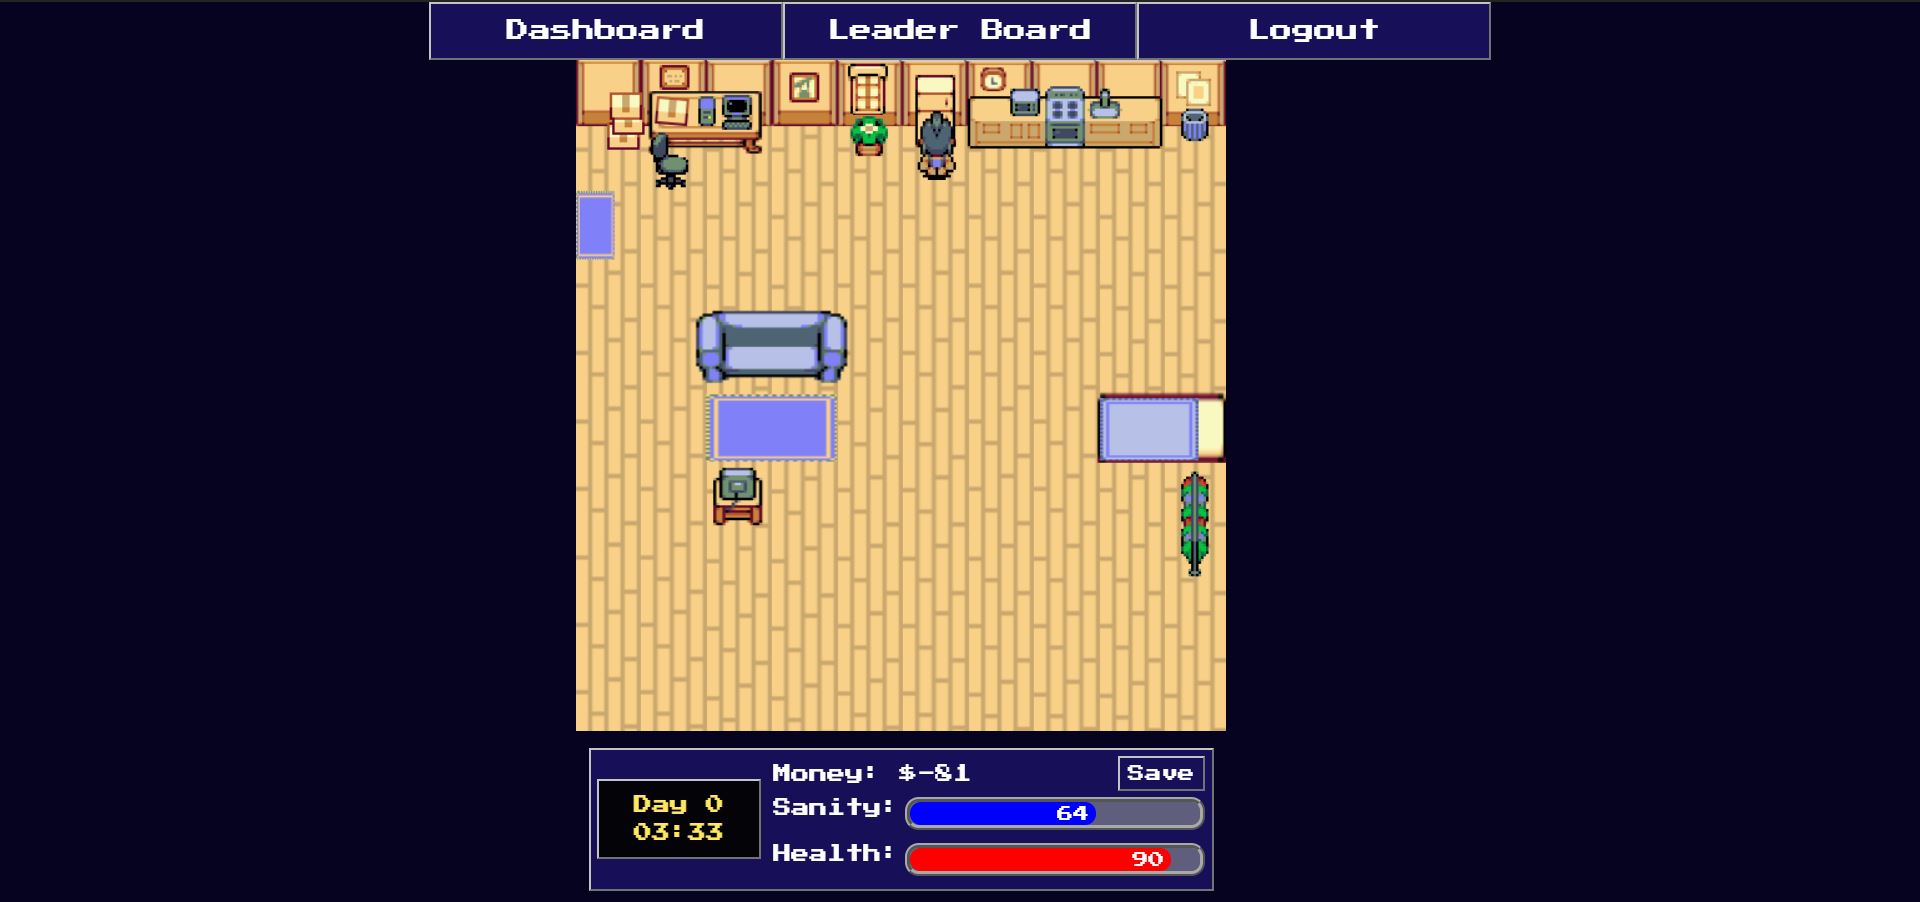 Dashboard
Leader Board
Logout
Money: $-81
Save
Day 0
03:33
Sanity:
64
Health:
90